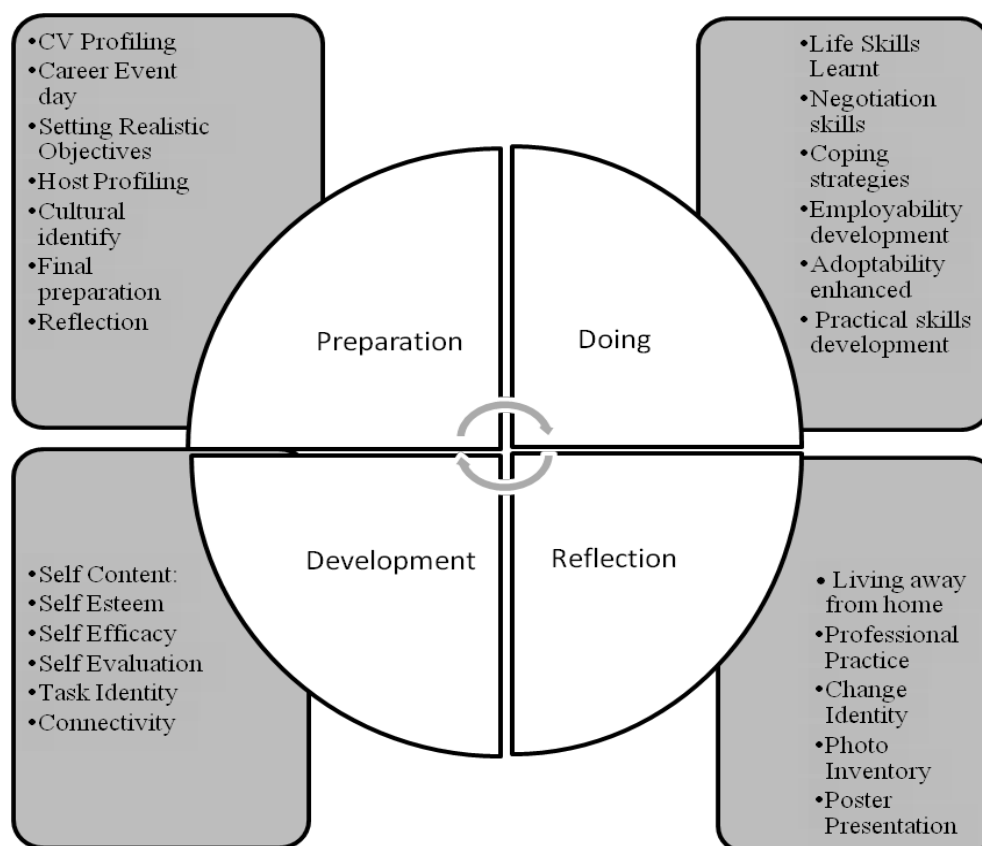 •CV Profiling
•Career Event
day
•Setting Realistic
Objectives
•Host Profiling
•Cultural
identify
•Final
preparation
•Reflection
•Life Skills
Learnt
•Negotiation
skills
•Coping
strategies
•Employability
development
•Adoptability
enhanced
• Practical skills
development
Preparation
Doing
Development
Reflection
•Self Content:
•Self Esteem
•Self Efficacy
•Self Evaluation
•Task Identity
•Connectivity
• Living away
from home
•Professional
Practice
•Change
Identity
•Photo
Inventory
•Poster
Presentation